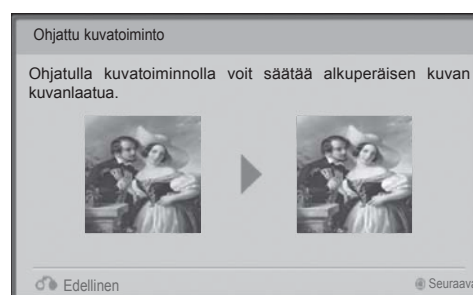 Ohjattu kuvatoiminto
Ohjatulla kuvatoiminnolla voit säätää alkuperäisen kuvan
kuvanlaatua.
Edellinen
Seuraava